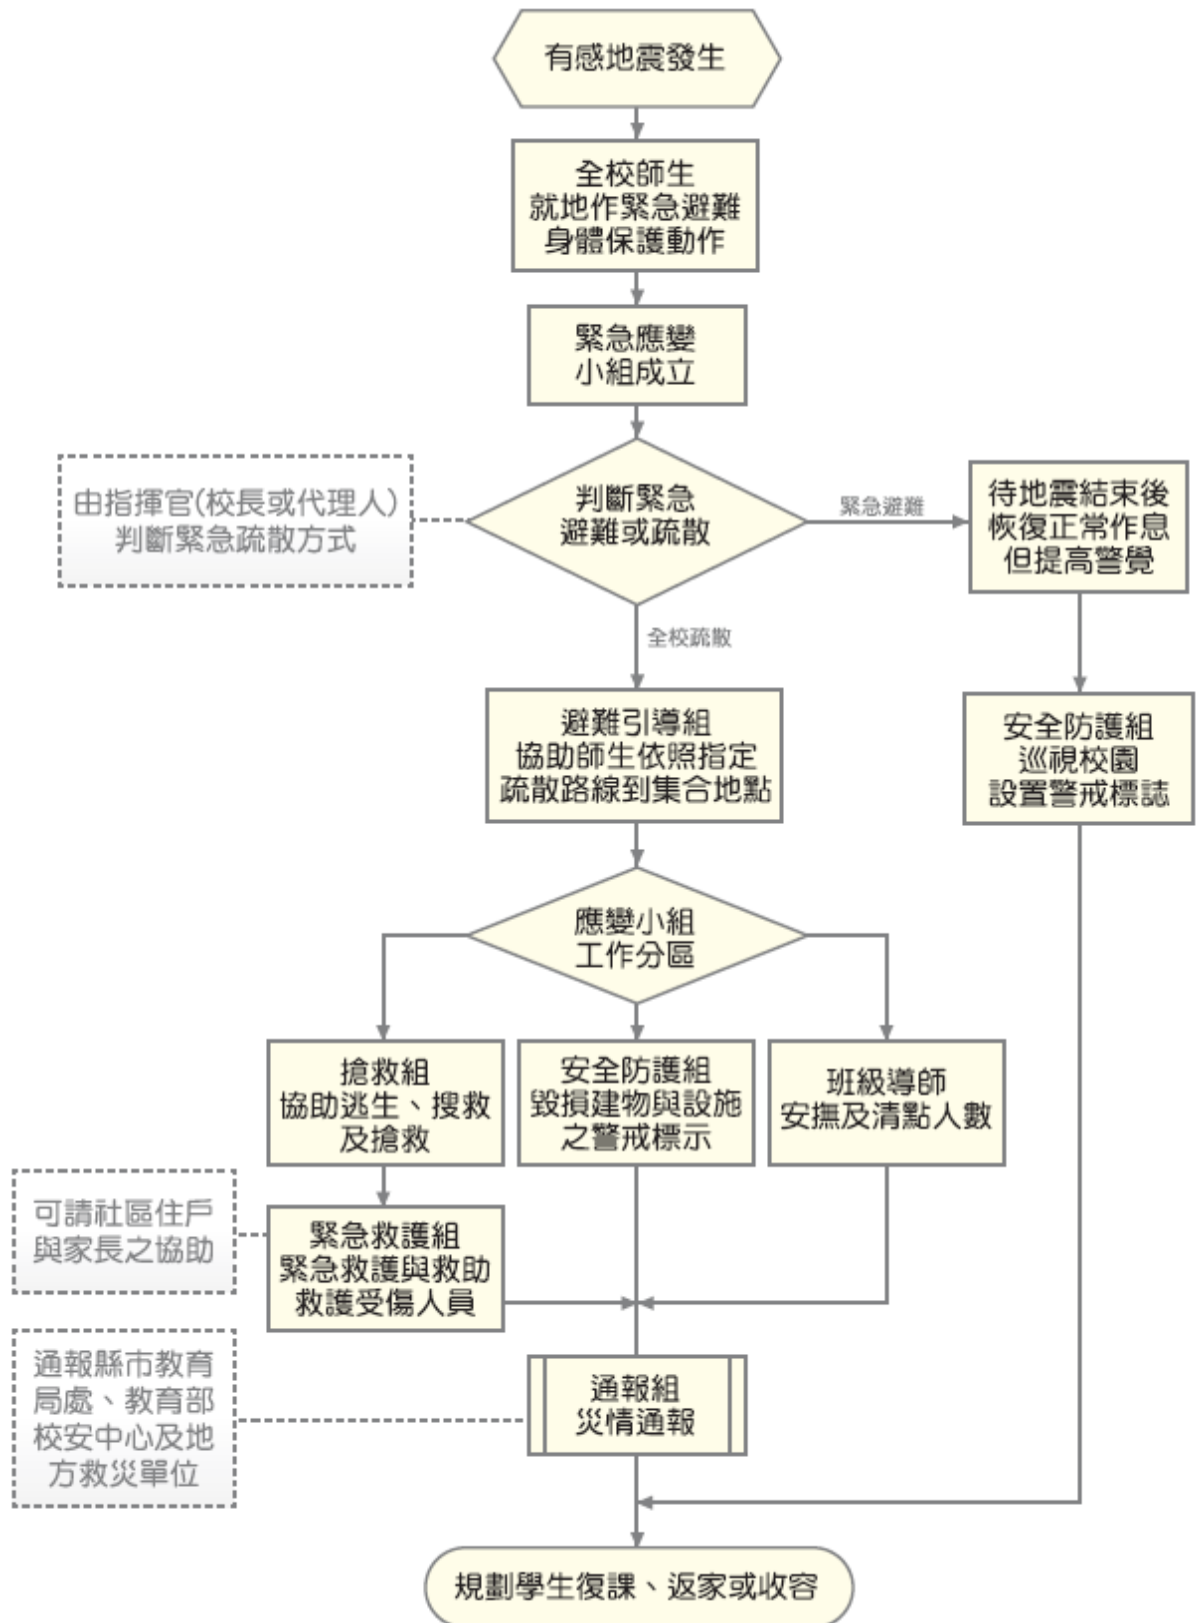 有感地震發生
全校師生
就地作緊急避難
身體保護動作
緊急應變
小組成立
由指揮官(校長或代理人)
判斷緊急疏散方式
判斷緊急
避難或疏散
緊急避難
待地震結束後
恢復正常作息
但提高警覺
全校疏散
避難引導組
協助師生依照指定
疏散路線到集合地點
安全防護組
巡視校園
設置警戒標誌
應變小組
工作分區
搶救組
協助逃生、搜救
及搶救
安全防護組
毀損建物與設施
之警戒標示
班級導師
安撫及清點人數
可請社區住戶
與家長之協助
緊急救護組
緊急救護與救助
救護受傷人員
通報縣市教育
局處、教育部
校安中心及地
方救災單位
通報組
災情通報
規劃學生復課、返家或收容